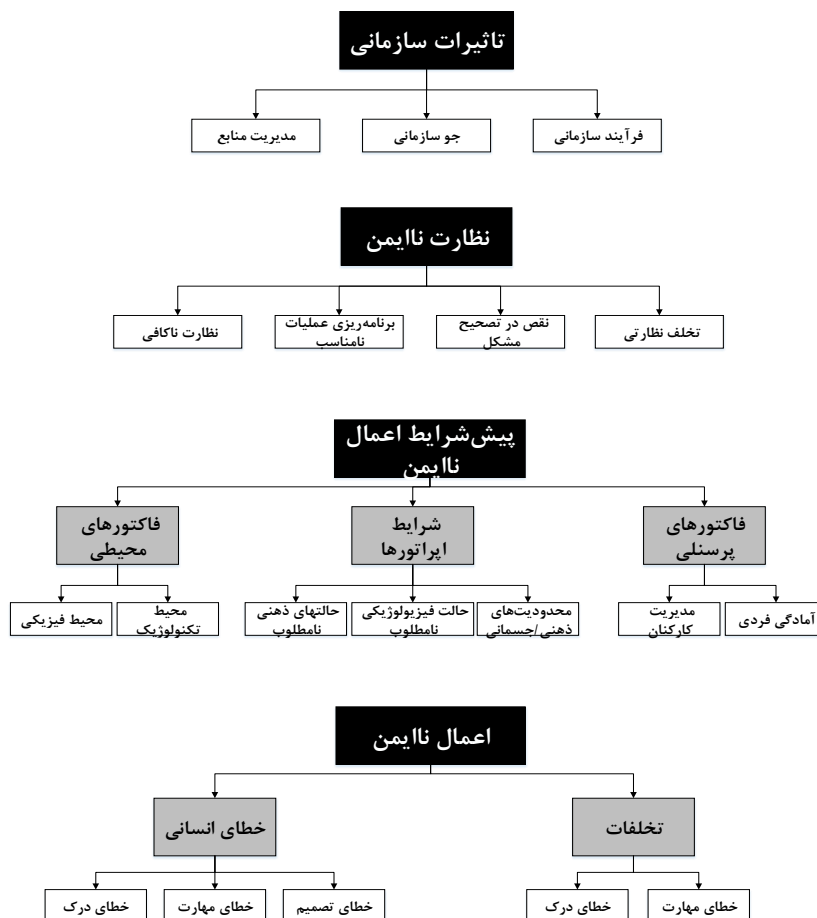 تاثیرات سازمانی
فرآیند سازمانی
جو سازمانی
مدیریت منابع
نظارت ناایمن
تخلف نظارتی
نقص در تصحیح
مشکل
برنامه‌ریزی عملیات
نامناسب
نظارت ناکافی
پیش‌شرایط اعمال
ناایمن
فاکتورهای
پرسنلی
شرایط
اپراتورها
فاکتورهای
محیطی
آمادگی فردی
مدیریت
کارکنان
محدودیت‌های
ذهنی/جسمانی
حالت فیزیولوژیکی
نامطلوب
حالتهای ذهنی
نامطلوب
محیط
تکنولوژیک
محیط فیزیکی
اعمال ناایمن
تخلفات
خطای انسانی
خطای مهارت
خطای درک
خطای تصمیم
خطای مهارت
خطای درک